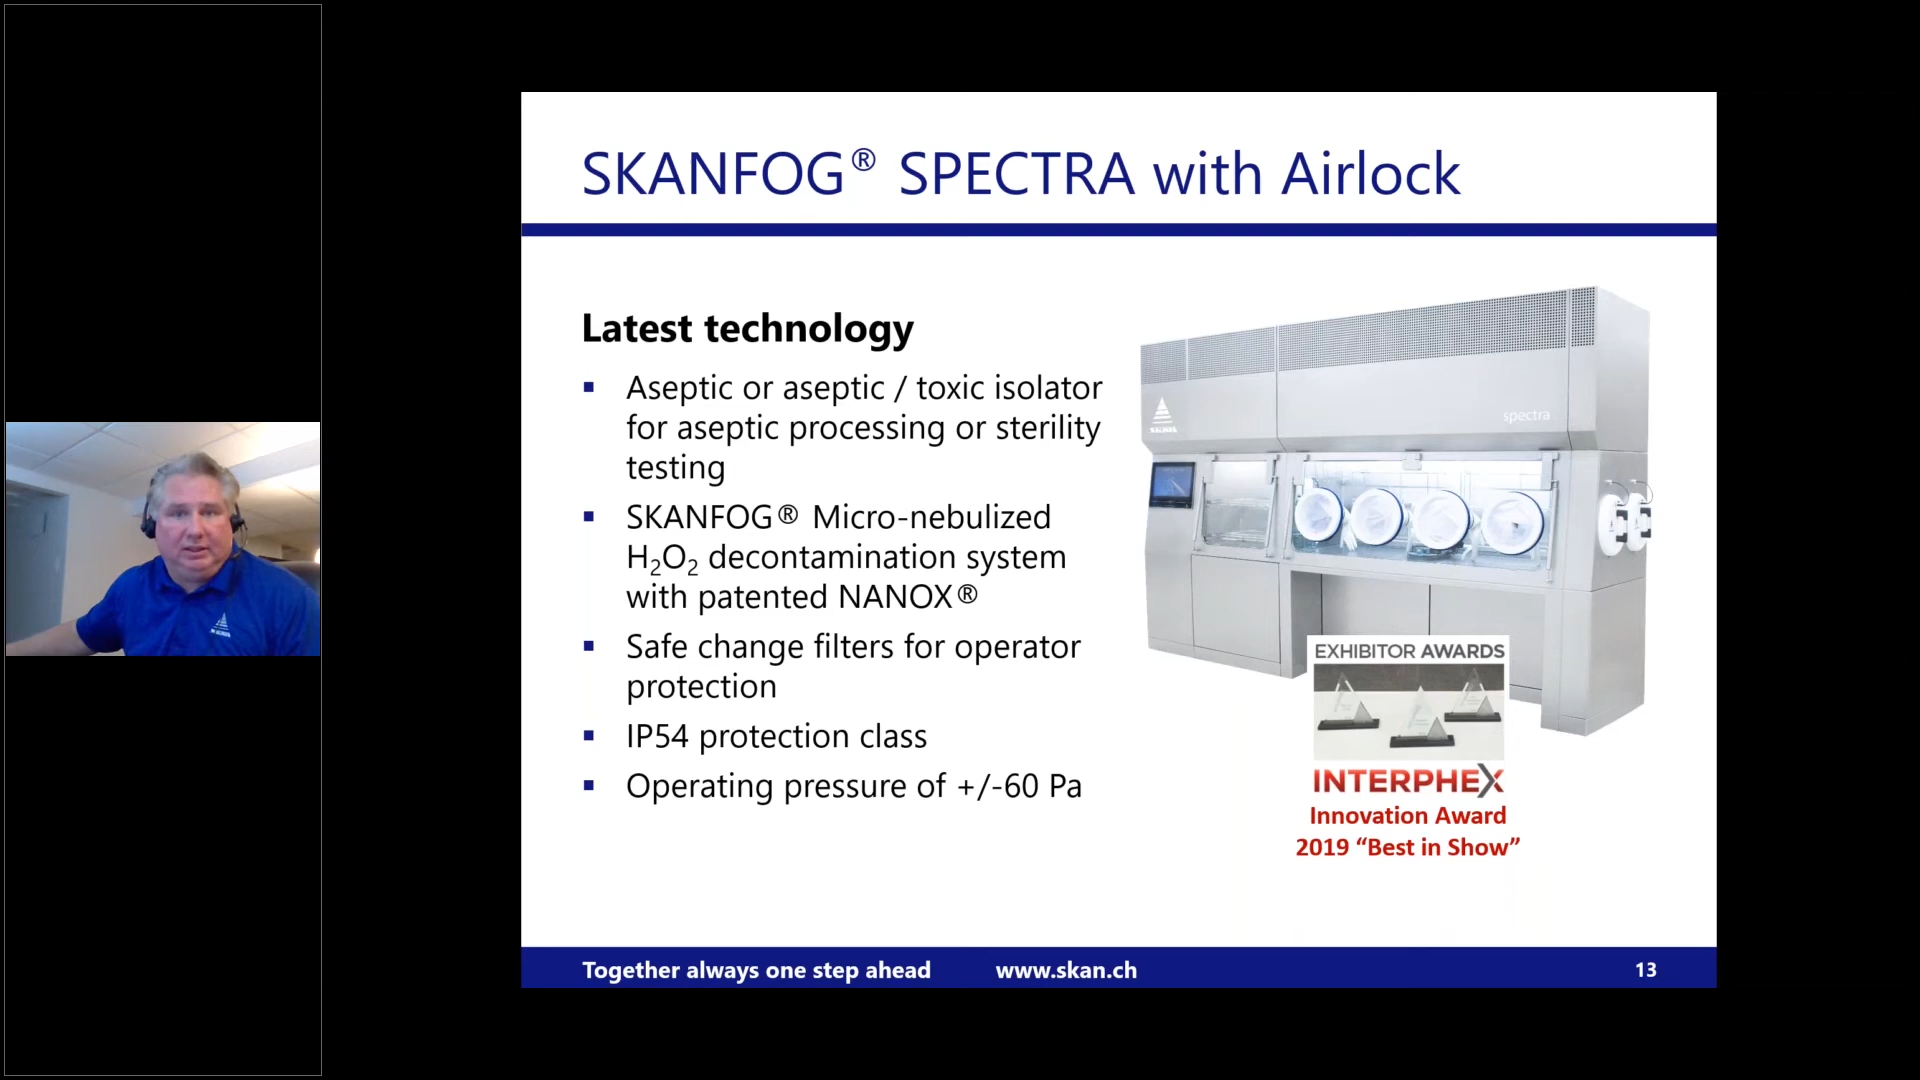 SKANFOG® SPECTRA with Airlock
Latest technology
▪ Aseptic or aseptic / toxic isolator
for aseptic processing or sterility
testing
▪ SKANFOG® Micro-nebulized
H₂O₂ decontamination system
with patented NANOX®
▪ Safe change filters for operator
protection
▪ IP54 protection class
▪ Operating pressure of +/-60 Pa
spectra
SKAN
EXHIBITOR AWARDS
INTERPHEX
Innovation Award
2019 “Best in Show”
Together always one step ahead www.skan.ch 13